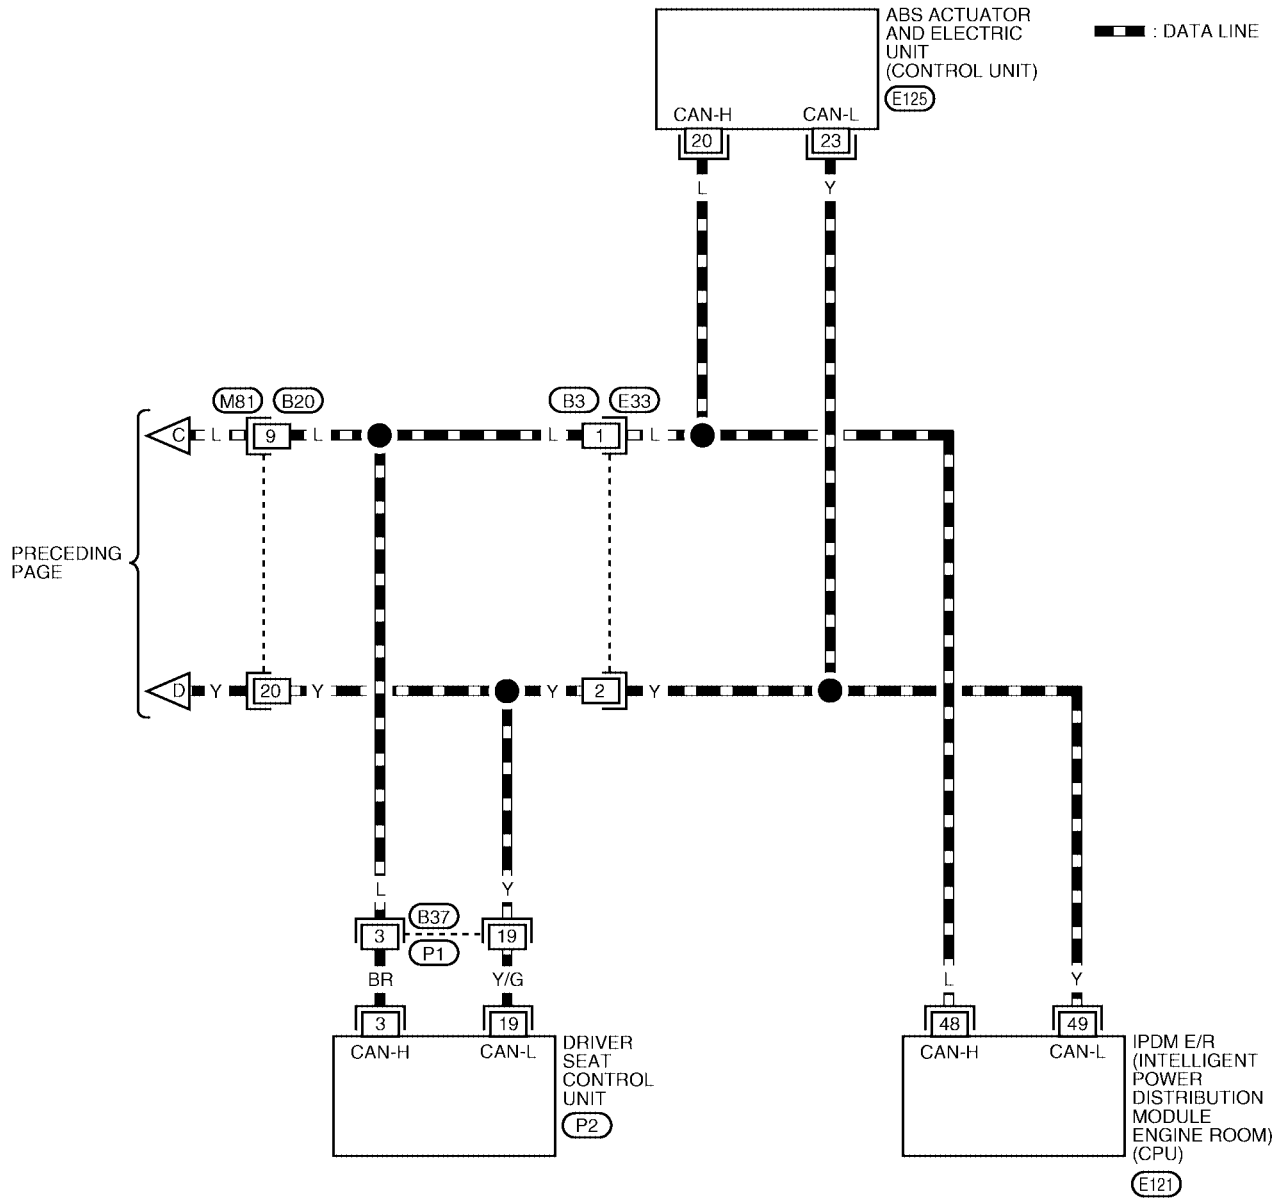 ABS ACTUATOR
AND ELECTRIC
UNIT
(CONTROL UNIT)
E125
: DATA LINE
CAN-H CAN-L
20 23
L Y
M81 B20 B3 E33
C L 9 L L 1 L
PRECEDING
PAGE
D Y 20 Y Y 2 Y
L Y
B37
3 19
P1
BR Y/G
L Y
3 19
48 49
CAN-H CAN-L
DRIVER
SEAT
CONTROL
UNIT
P2
CAN-H CAN-L
IPDM E/R
(INTELLIGENT
POWER
DISTRIBUTION
MODULE
ENGINE ROOM)
(CPU)
E121